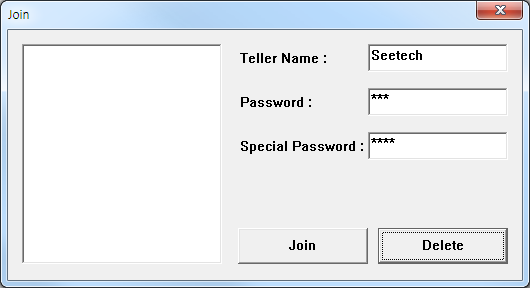 Join
Teller Name : Seetech
Password : ***
Special Password : ****
Join Delete